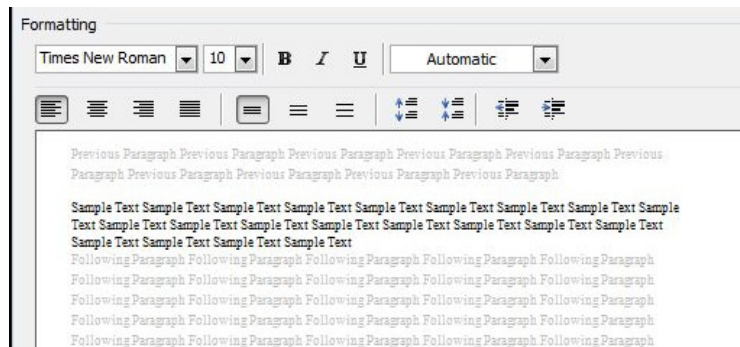 Formatting
Times New Roman 10 B I U Automatic
Previous Paragraph Previous Paragraph Previous Paragraph Previous Paragraph Previous Paragraph Previous
Paragraph Previous Paragraph Previous Paragraph Previous Paragraph Previous Paragraph
Sample Text Sample Text Sample Text Sample Text Sample Text Sample Text Sample Text Sample Text Sample
Text Sample Text Sample Text Sample Text Sample Text Sample Text Sample Text Sample Text Sample Text
Sample Text Sample Text Sample Text Sample Text
Following Paragraph Following Paragraph Following Paragraph Following Paragraph Following Paragraph
Following Paragraph Following Paragraph Following Paragraph Following Paragraph Following Paragraph
Following Paragraph Following Paragraph Following Paragraph Following Paragraph Following Paragraph
Following Paragraph Following Paragraph Following Paragraph Following Paragraph Following Paragraph
Following Paragraph Following Paragraph Following Paragraph Following Paragraph Following Paragraph